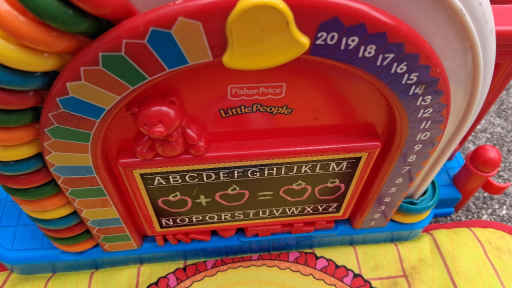 20 19 18 17 16 15 14 13 12 11 10 9 8 7
Fisher-Price
Little People
ABCDEFGHIJKLM
+ =
NOPQRSTUVWXYZ